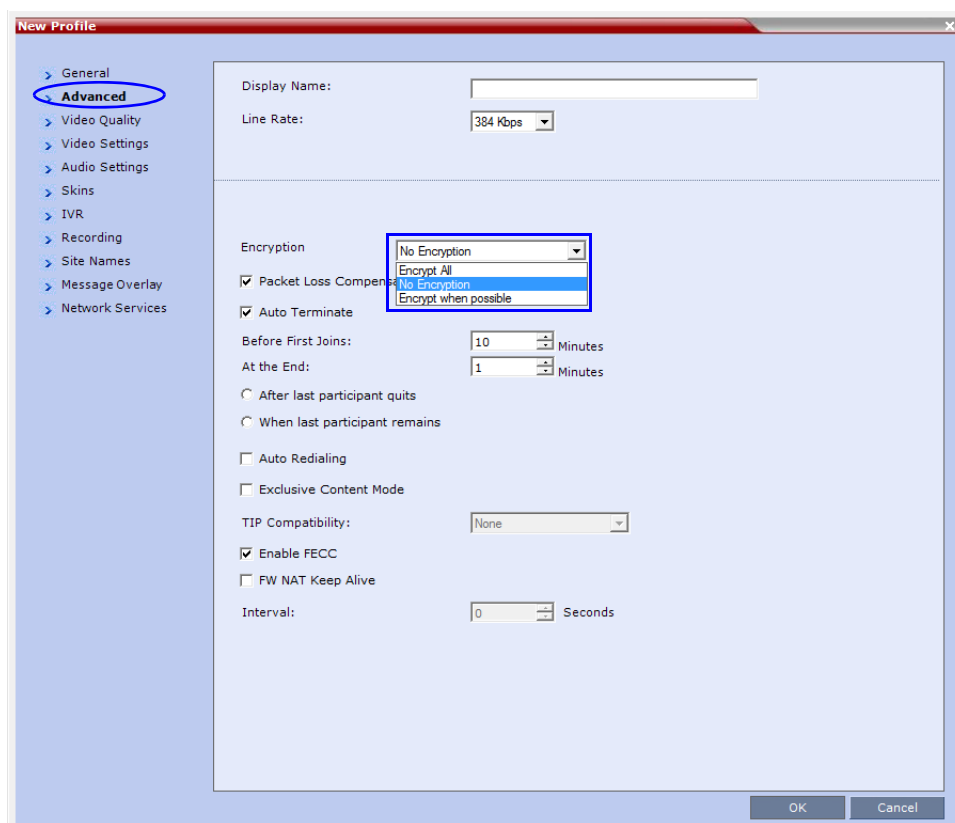 New Profile
General
Advanced
Video Quality
Video Settings
Audio Settings
Skins
IVR
Recording
Site Names
Message Overlay
Network Services
Display Name:
Line Rate: 384 Kbps
Encryption No Encryption
Encrypt All
No Encryption
Encrypt when possible
Packet Loss Compensa
Auto Terminate
Before First Joins: 10 Minutes
At the End: 1 Minutes
After last participant quits
When last participant remains
Auto Redialing
Exclusive Content Mode
TIP Compatibility: None
Enable FECC
FW NAT Keep Alive
Interval: 0 Seconds
OK Cancel